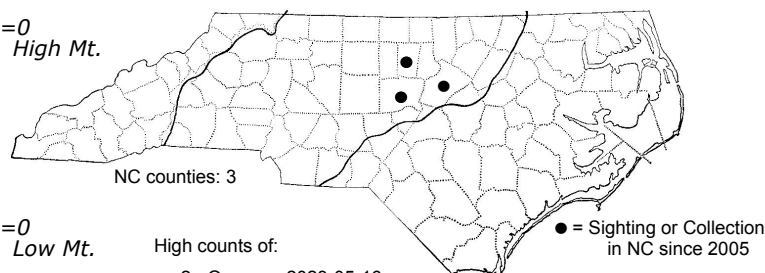 =0
High Mt.
NC counties: 3
=0
Low Mt.
High counts of:
● = Sighting or Collection
in NC since 2005